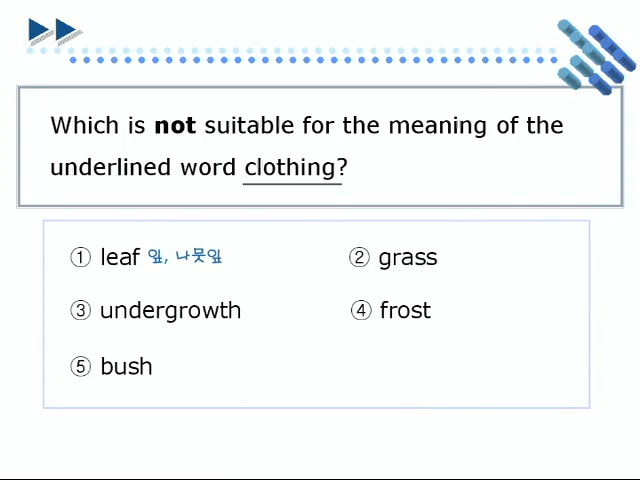 Which is not suitable for the meaning of the
underlined word clothing?
① leaf 잎, 나뭇잎
② grass
③ undergrowth
④ frost
⑤ bush